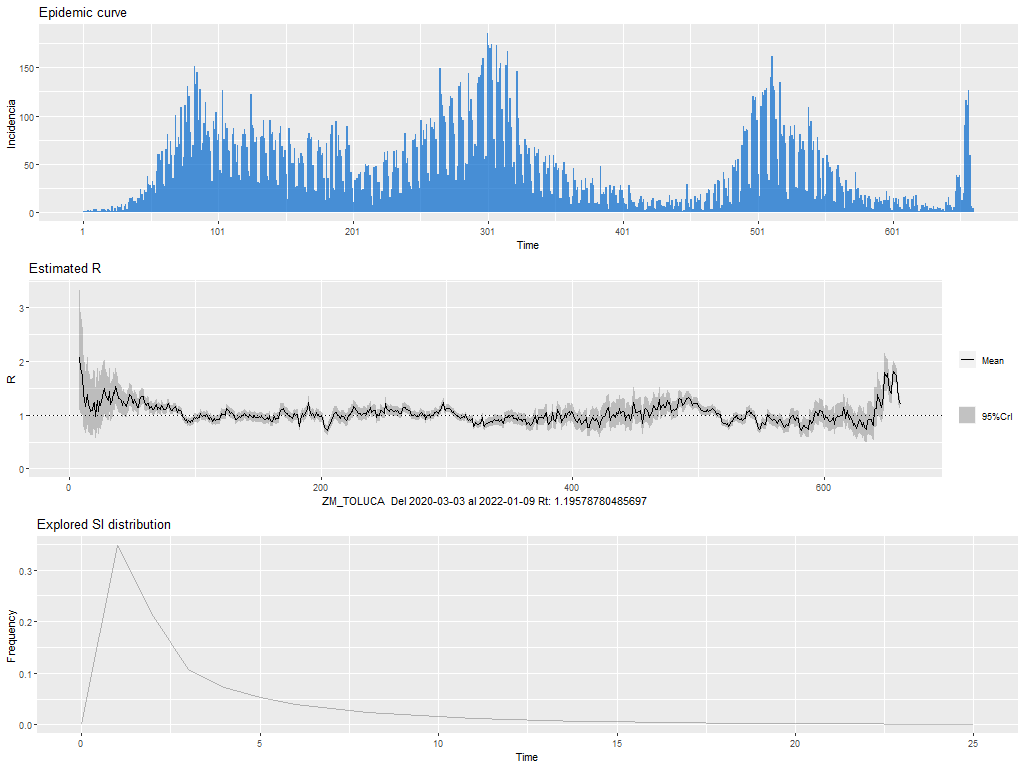 Epidemic curve
150
100
50
0
Incidencia
1 101 201 301 401 501 601
Time
Estimated R
3
2
1
0
R
0 200 400 600
ZM_TOLUCA Del 2020-03-03 al 2022-01-09 Rt: 1.19578780485697
Mean
95%CrI
Explored SI distribution
0.3
0.2
0.1
0.0
Frequency
0 5 10 15 20 25
Time